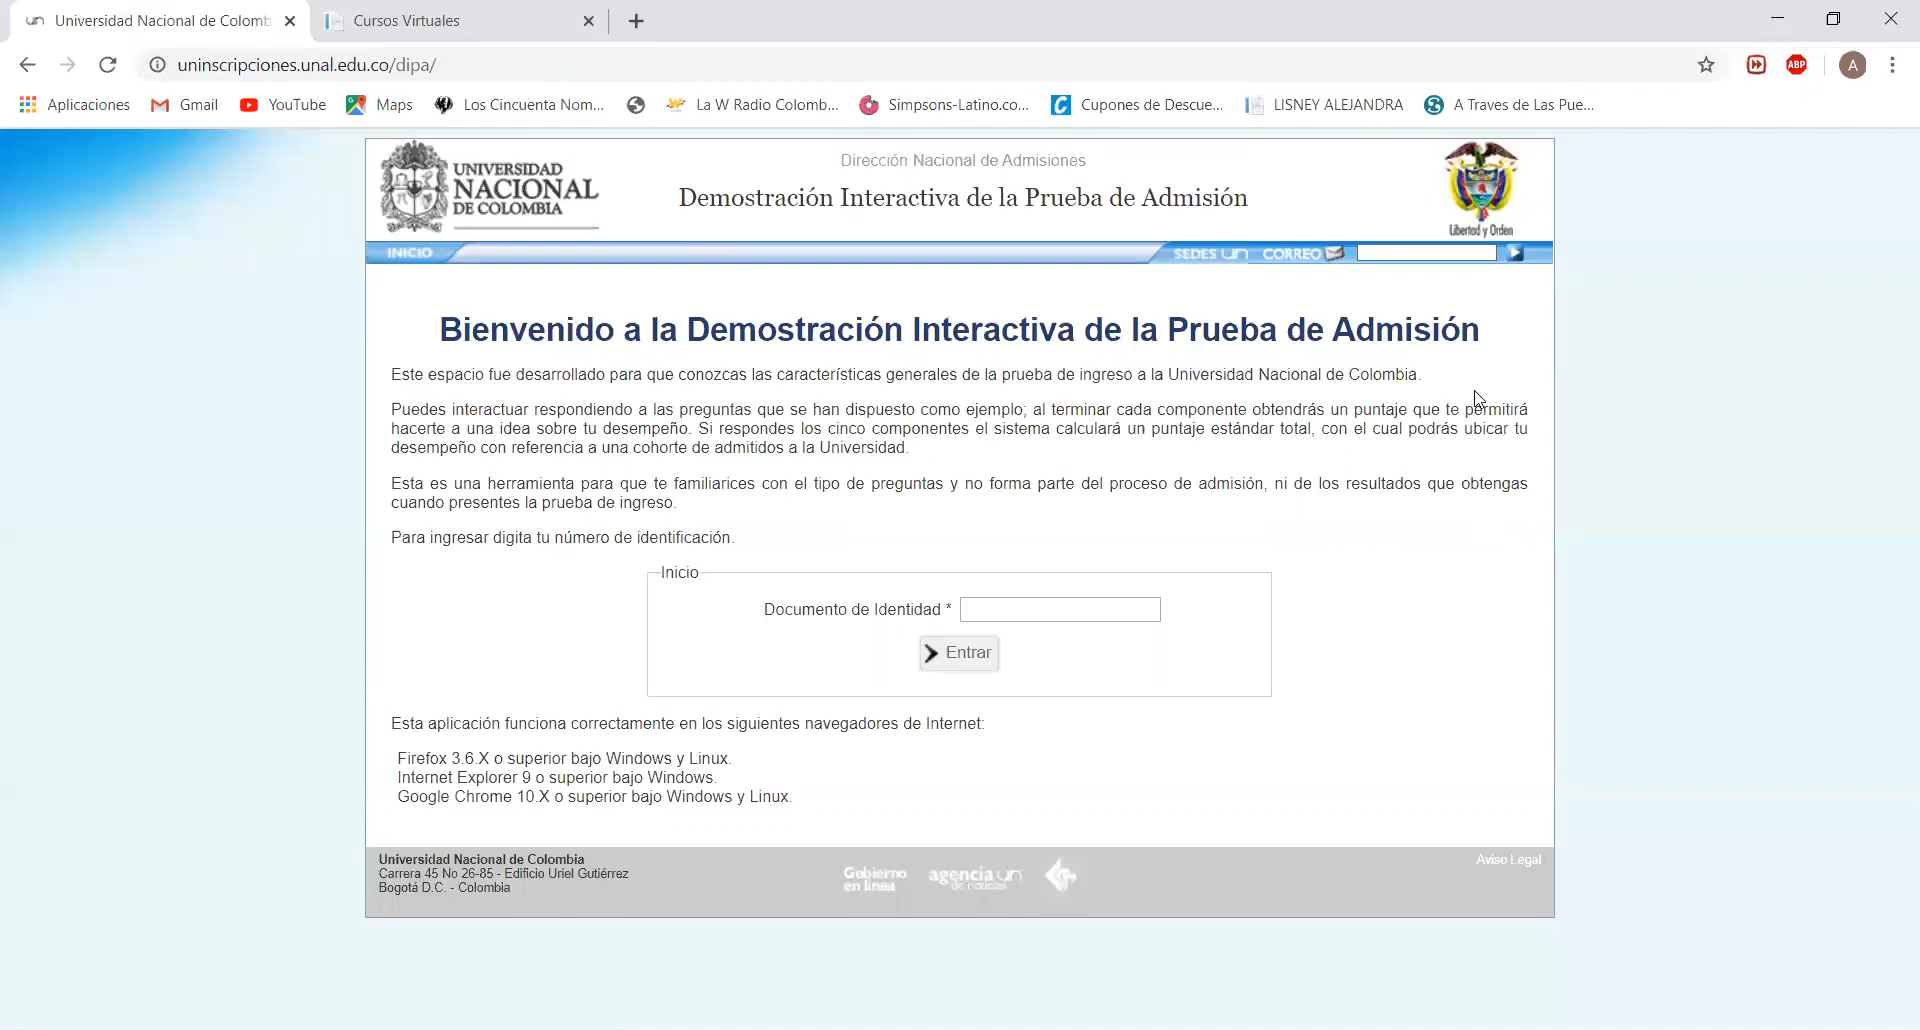 un Universidad Nacional de Colomb
Cursos Virtuales
uninscripciones.unal.edu.co/dipa/
ABP
A
Aplicaciones
Gmail
YouTube
Maps
Los Cincuenta Nom...
La W Radio Colomb...
Simpsons-Latino.co...
Cupones de Descue...
LISNEY ALEJANDRA
A Traves de Las Pue...
UNIVERSIDAD
NACIONAL
DE COLOMBIA
Dirección Nacional de Admisiones
Demostración Interactiva de la Prueba de Admisión
Libertad y Orden
INICIO
SEDES un
CORREO
Bienvenido a la Demostración Interactiva de la Prueba de Admisión
Este espacio fue desarrollado para que conozcas las características generales de la prueba de ingreso a la Universidad Nacional de Colombia.
Puedes interactuar respondiendo a las preguntas que se han dispuesto como ejemplo; al terminar cada componente obtendrás un puntaje que te permitirá
hacerte a una idea sobre tu desempeño. Si respondes los cinco componentes el sistema calculará un puntaje estándar total, con el cual podrás ubicar tu
desempeño con referencia a una cohorte de admitidos a la Universidad.
Esta es una herramienta para que te familiarices con el tipo de preguntas y no forma parte del proceso de admisión, ni de los resultados que obtengas
cuando presentes la prueba de ingreso.
Para ingresar digita tu número de identificación.
Inicio
Documento de Identidad *
Entrar
Esta aplicación funciona correctamente en los siguientes navegadores de Internet:
Firefox 3.6.X o superior bajo Windows y Linux.
Internet Explorer 9 o superior bajo Windows.
Google Chrome 10.X o superior bajo Windows y Linux.
Universidad Nacional de Colombia
Carrera 45 No 26-85 - Edificio Uriel Gutiérrez
Bogotá D.C. - Colombia
Gobierno
en línea
agencia un
de noticias
Aviso Legal